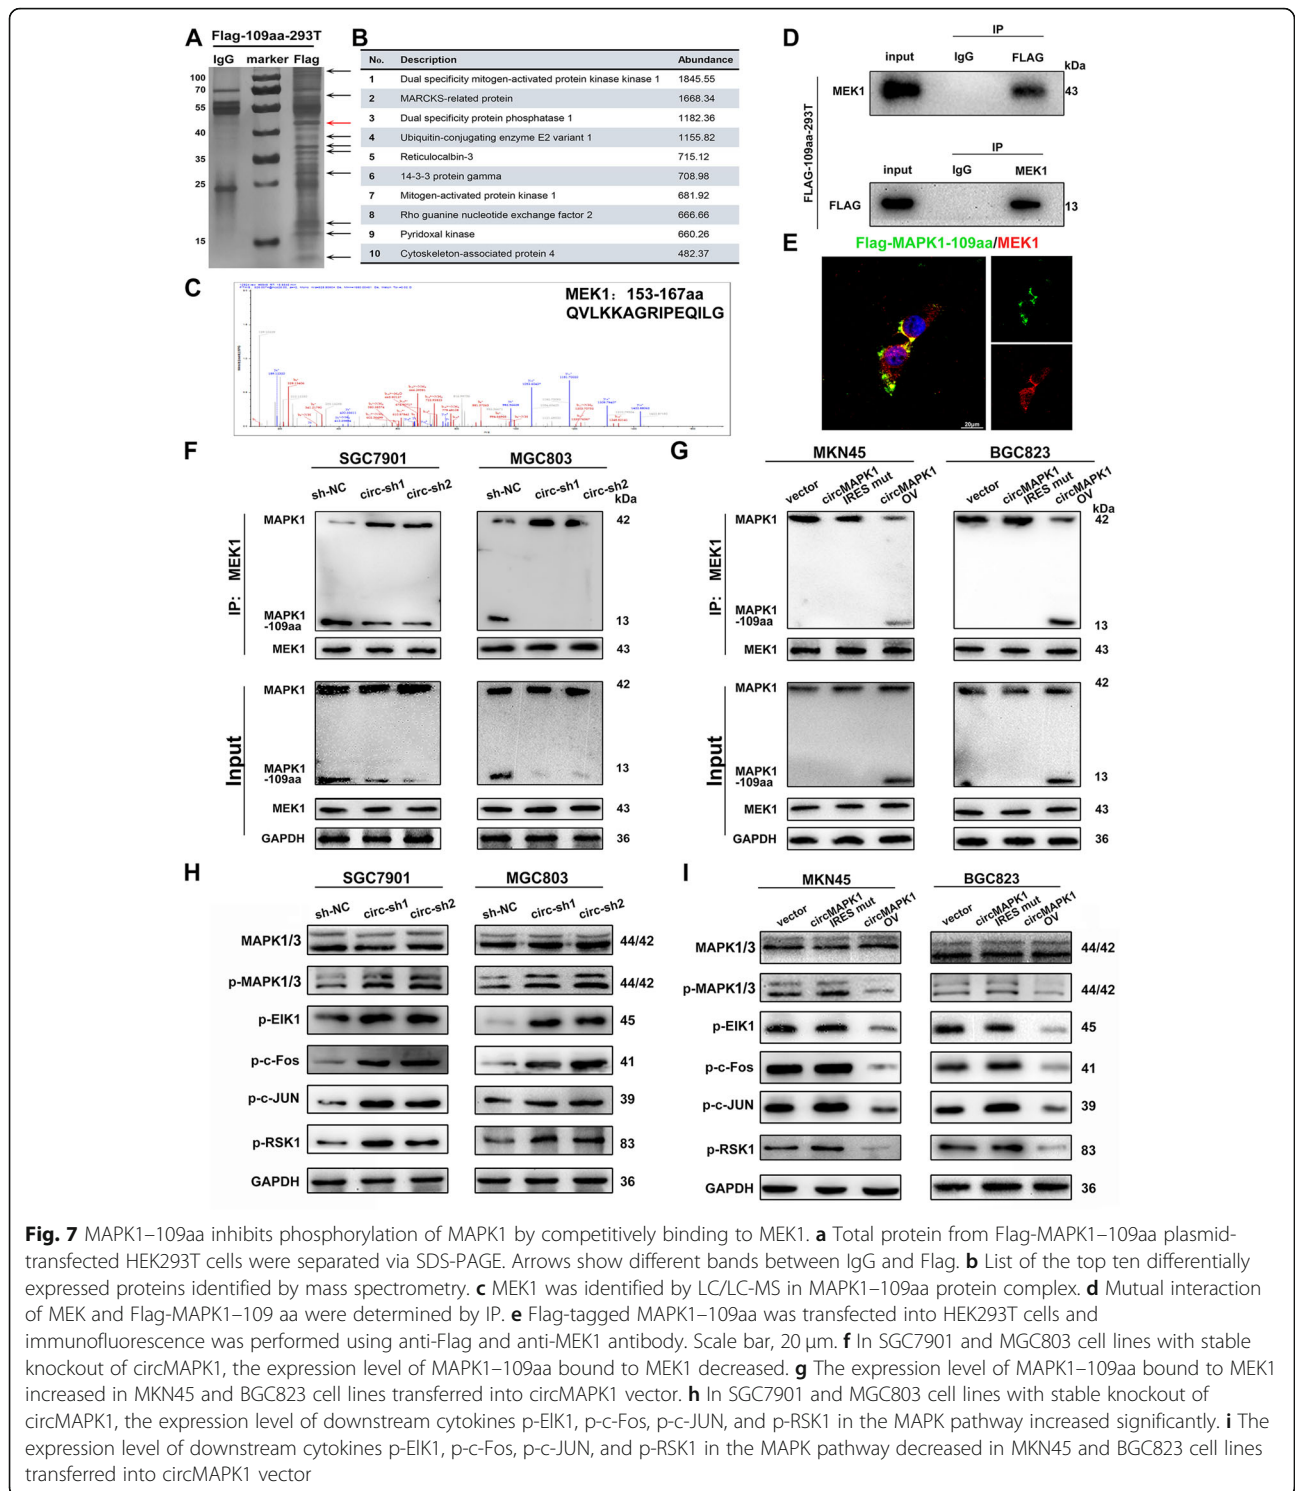 A Flag-109aa-293T
IgG marker Flag
100
70
55
40
35
25
15
B
No. Description Abundance
1 Dual specificity mitogen-activated protein kinase kinase 1 1845.55
2 MARCKS-related protein 1668.34
3 Dual specificity protein phosphatase 1 1182.36
4 Ubiquitin-conjugating enzyme E2 variant 1 1155.82
5 Reticulocalbin-3 715.12
6 14-3-3 protein gamma 708.98
7 Mitogen-activated protein kinase 1 681.92
8 Rho guanine nucleotide exchange factor 2 666.66
9 Pyridoxal kinase 660.26
10 Cytoskeleton-associated protein 4 482.37
C
MEK1: 153-167aa
QVLKKAGRIPEQILG
D
IP
input IgG FLAG kDa
MEK1 43
FLAG-109aa-293T
IP
input IgG MEK1
FLAG 13
E Flag-MAPK1-109aa/MEK1
20μm
F
SGC7901 MGC803
sh-NC circ-sh1 circ-sh2 sh-NC circ-sh1 circ-sh2
kDa
IP: MEK1
MAPK1 42
MAPK1
-109aa 13
MEK1 43
Input
MAPK1 42
MAPK1
-109aa 13
MEK1 43
GAPDH 36
G
MKN45 BGC823
vector circMAPK1 IRES mut circMAPK1 OV vector circMAPK1 IRES mut circMAPK1 OV
kDa
IP: MEK1
MAPK1 42
MAPK1
-109aa 13
MEK1 43
Input
MAPK1 42
MAPK1
-109aa 13
MEK1 43
GAPDH 36
H
SGC7901 MGC803
sh-NC circ-sh1 circ-sh2 sh-NC circ-sh1 circ-sh2
MAPK1/3 44/42
p-MAPK1/3 44/42
p-EIK1 45
p-c-Fos 41
p-c-JUN 39
p-RSK1 83
GAPDH 36
I
MKN45 BGC823
vector circMAPK1 IRES mut circMAPK1 OV vector circMAPK1 IRES mut circMAPK1 OV
MAPK1/3 44/42
p-MAPK1/3 44/42
p-EIK1 45
p-c-Fos 41
p-c-JUN 39
p-RSK1 83
GAPDH 36
Fig. 7 MAPK1–109aa inhibits phosphorylation of MAPK1 by competitively binding to MEK1. a Total protein from Flag-MAPK1–109aa plasmid-
transfected HEK293T cells were separated via SDS-PAGE. Arrows show different bands between IgG and Flag. b List of the top ten differentially
expressed proteins identified by mass spectrometry. c MEK1 was identified by LC/LC-MS in MAPK1–109aa protein complex. d Mutual interaction
of MEK and Flag-MAPK1–109 aa were determined by IP. e Flag-tagged MAPK1–109aa was transfected into HEK293T cells and
immunofluorescence was performed using anti-Flag and anti-MEK1 antibody. Scale bar, 20 μm. f In SGC7901 and MGC803 cell lines with stable
knockout of circMAPK1, the expression level of MAPK1–109aa bound to MEK1 decreased. g The expression level of MAPK1–109aa bound to MEK1
increased in MKN45 and BGC823 cell lines transferred into circMAPK1 vector. h In SGC7901 and MGC803 cell lines with stable knockout of
circMAPK1, the expression level of downstream cytokines p-EIK1, p-c-Fos, p-c-JUN, and p-RSK1 in the MAPK pathway increased significantly. i The
expression level of downstream cytokines p-EIK1, p-c-Fos, p-c-JUN, and p-RSK1 in the MAPK pathway decreased in MKN45 and BGC823 cell lines
transferred into circMAPK1 vector